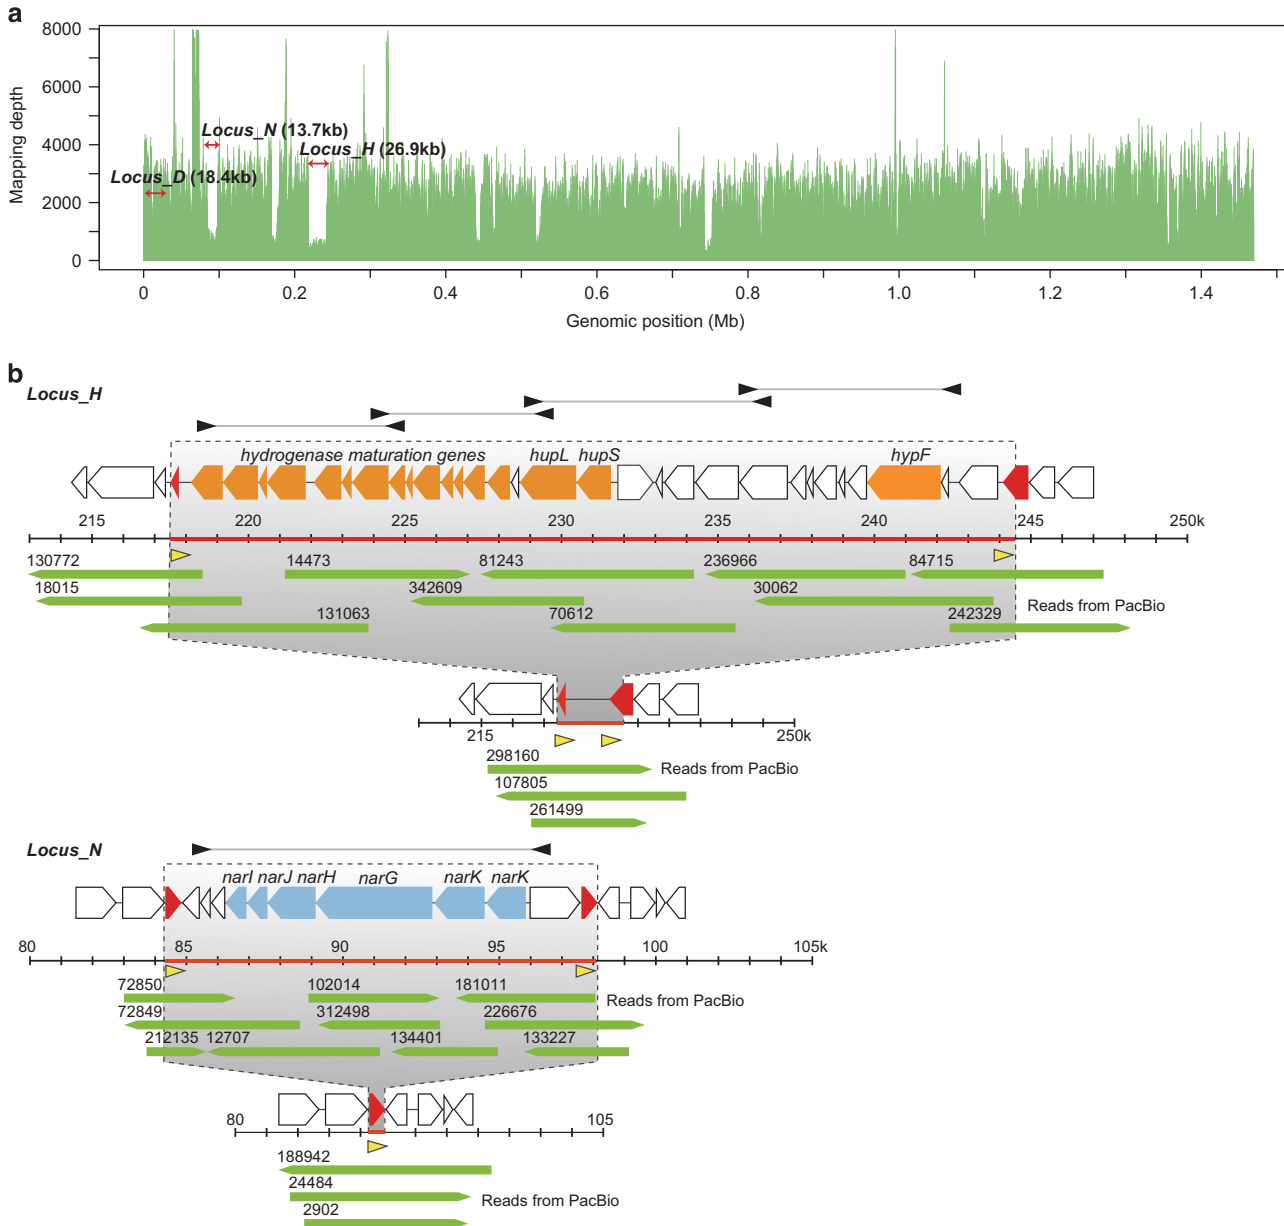 a
8000
6000
4000
2000
0
Mapping depth
Locus_N (13.7kb)
Locus_H (26.9kb)
Locus_D (18.4kb)
0 0.2 0.4 0.6 0.8 1.0 1.2 1.4
Genomic position (Mb)
b
Locus_H
hydrogenase maturation genes hupL hupS hypF
215 220 225 230 235 240 245 250k
130772 14473 81243 236966 84715
18015 342609 30062
Reads from PacBio
131063 70612 242329
215 250k
298160
Reads from PacBio
107805
261499
Locus_N
narI narJ narH narG narK narK
80 85 90 95 100 105k
72850 102014 181011
Reads from PacBio
72849 312498 226676
212135 12707 134401 133227
80 105
188942
24484
Reads from PacBio
2902